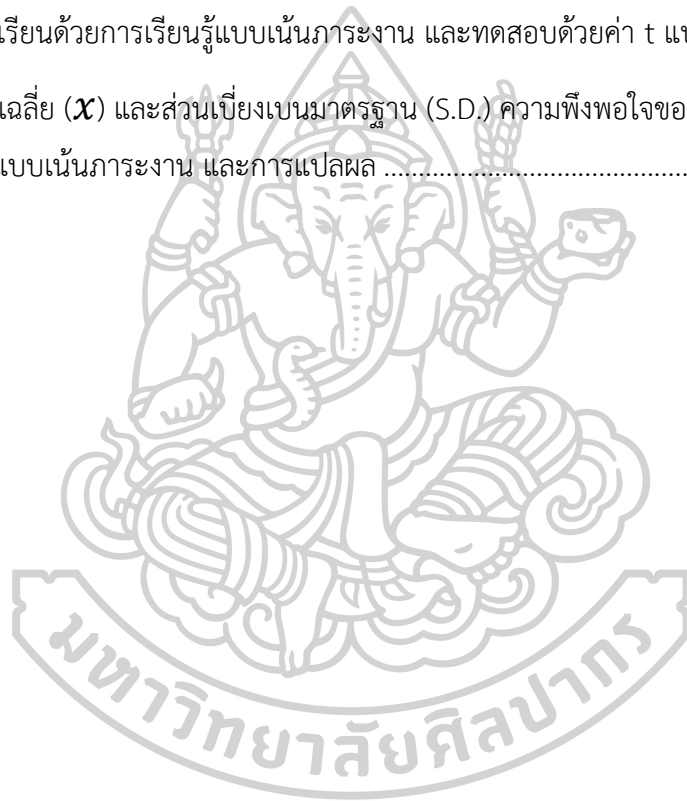 เรียนด้วยการเรียนรู้แบบเน้นภาระงาน และทดสอบด้วยค่า t
เฉลี่ย (𝒙) และส่วนเบี่ยงเบนมาตรฐาน (S.D.) ความพึงพอใจขอ
แบบเน้นภาระงาน และการแปลผล ..........................................
มหาวิทยาลัยศิลปากร